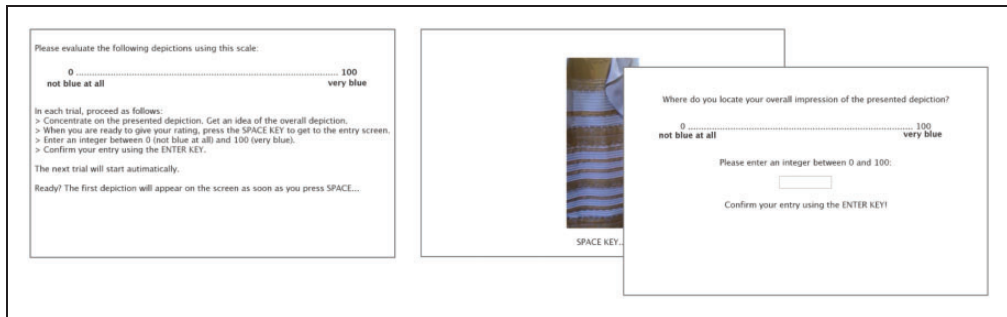 Please evaluate the following depictions using this scale:
0 ........................................................................................ 100
not blue at all very blue
In each trial, proceed as follows:
> Concentrate on the presented depiction. Get an idea of the overall depiction.
> When you are ready to give your rating, press the SPACE KEY to get to the entry screen.
> Enter an integer between 0 (not blue at all) and 100 (very blue).
> Confirm your entry using the ENTER KEY.
The next trial will start autimatically.
Ready? The first depiction will appear on the screen as soon as you press SPACE...
SPACE KEY...
Where do you locate your overall impression of the presented depiction?
0 ........................................................................................ 100
not blue at all very blue
Please enter an integer between 0 and 100:
Confirm your entry using the ENTER KEY!